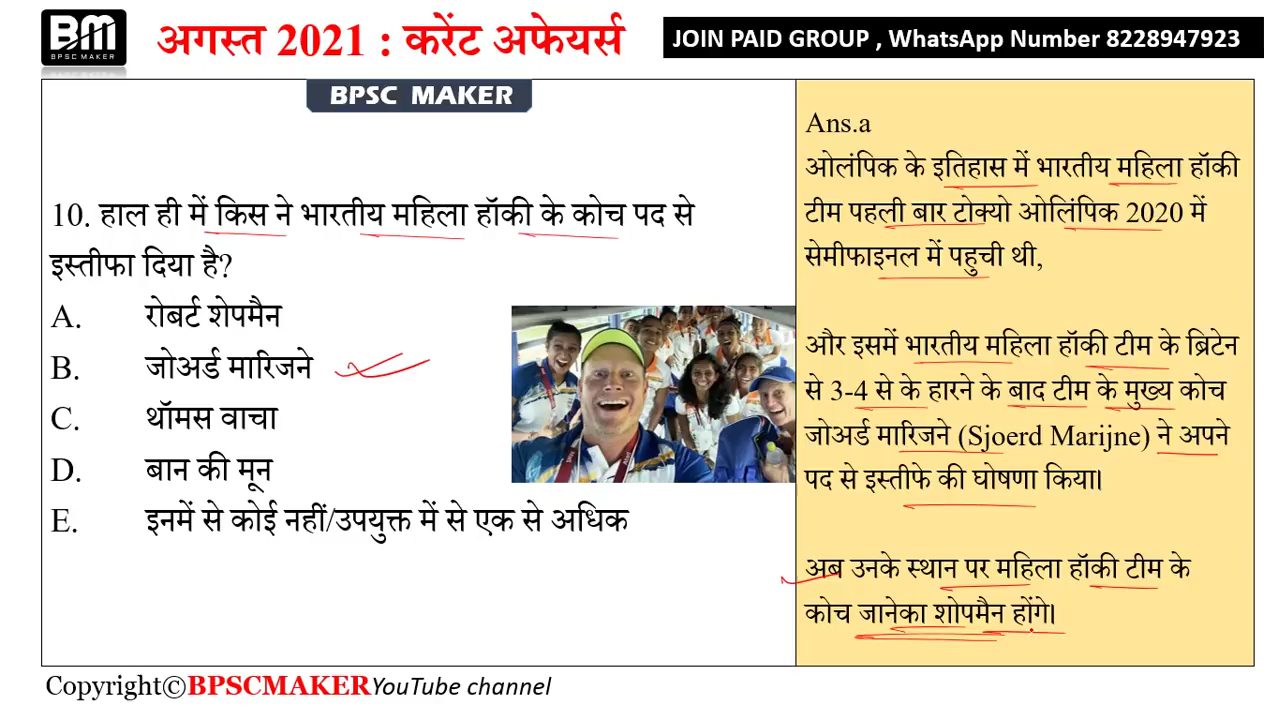 BM
BPSC MAKER
अगस्त 2021 : करेंट अफेयर्स
JOIN PAID GROUP , WhatsApp Number 8228947923
BPSC MAKER
10. हाल ही में किस ने भारतीय महिला हॉकी के कोच पद से
इस्तीफा दिया है?
A. रोबर्ट शेपमैन
B. जोअर्ड मारिजने
C. थॉमस वाचा
D. बान की मून
E. इनमें से कोई नहीं/उपयुक्त में से एक से अधिक
Ans.a
ओलंपिक के इतिहास में भारतीय महिला हॉकी
टीम पहली बार टोक्यो ओलिंपिक 2020 में
सेमीफाइनल में पहुची थी,
और इसमें भारतीय महिला हॉकी टीम के ब्रिटेन
से 3-4 से के हारने के बाद टीम के मुख्य कोच
जोअर्ड मारिजने (Sjoerd Marijne) ने अपने
पद से इस्तीफे की घोषणा किया।
अब उनके स्थान पर महिला हॉकी टीम के
कोच जानेका शोपमैन होंगे।
Copyright©BPSCMAKERYouTube channel